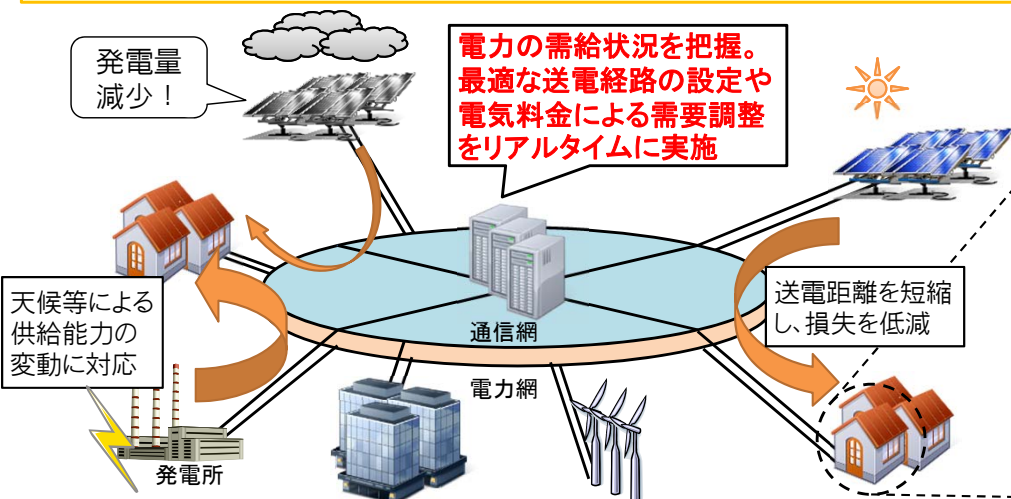 発電量
減少！
電力の需給状況を把握。
最適な送電経路の設定や
電気料金による需要調整
をリアルタイムに実施
天候等による
供給能力の
変動に対応
送電距離を短縮
し、損失を低減
通信網
電力網
発電所